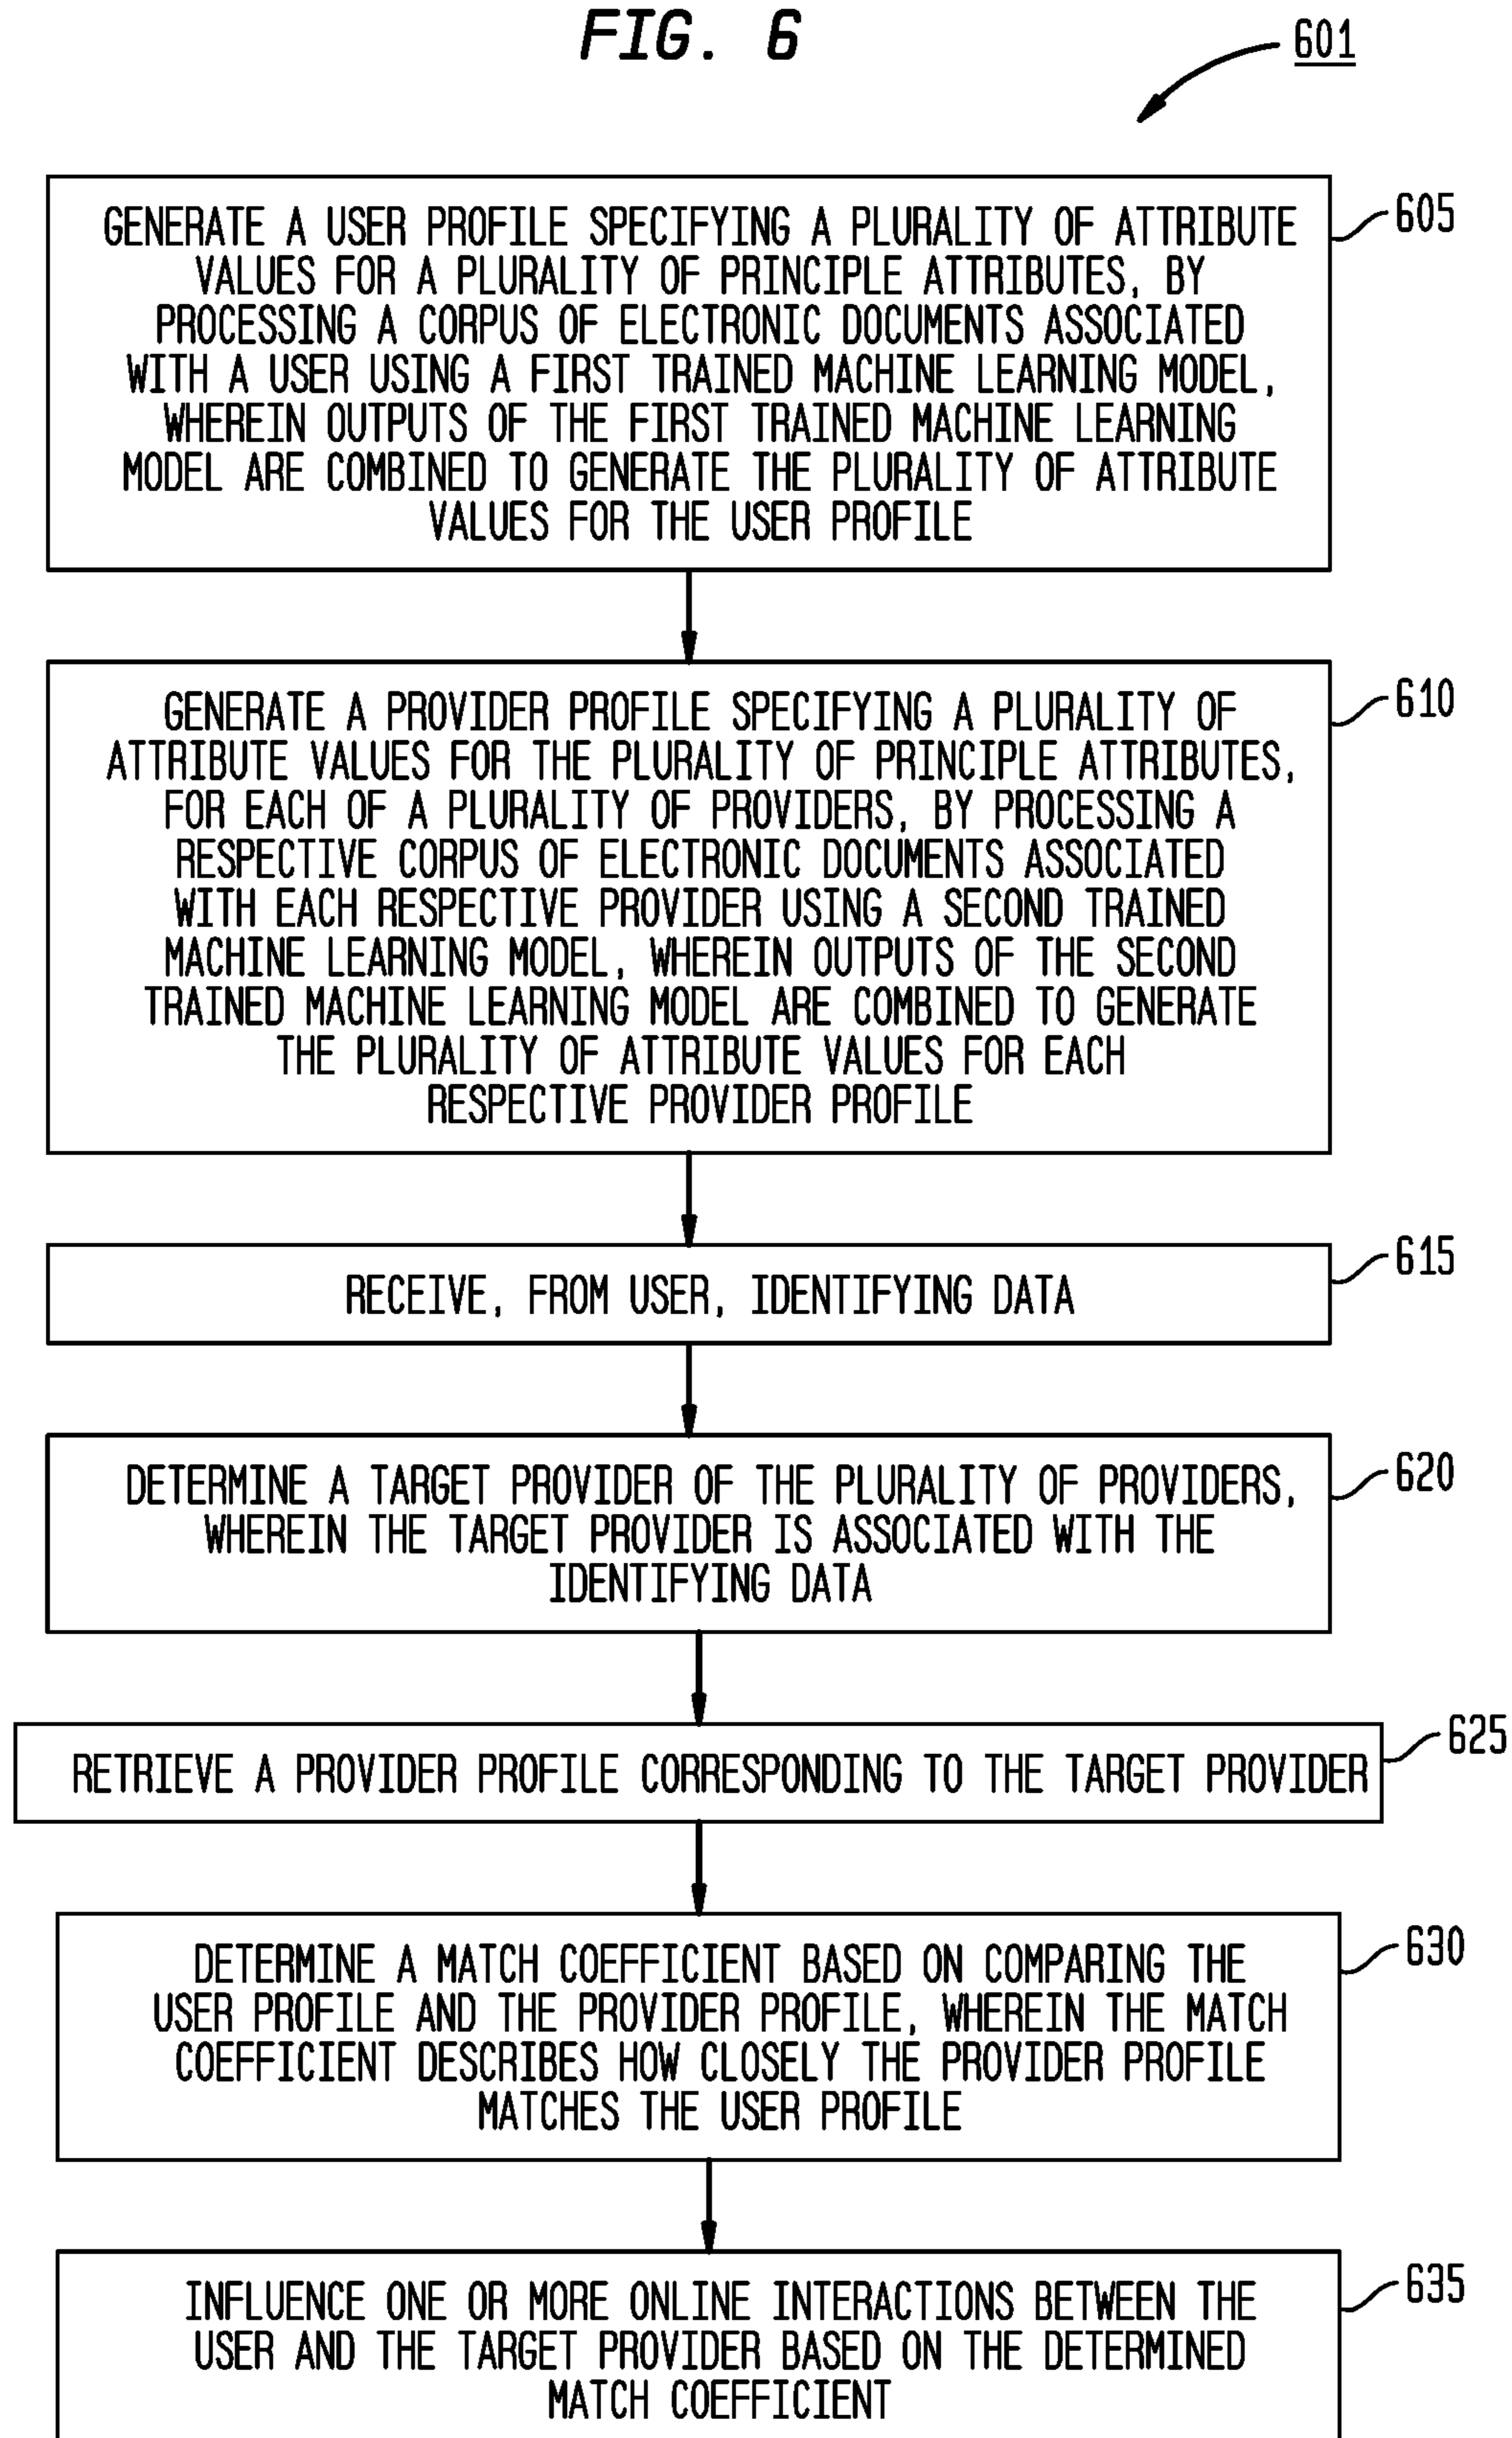 FIG. 6
601
GENERATE A USER PROFILE SPECIFYING A PLURALITY OF ATTRIBUTE
VALUES FOR A PLURALITY OF PRINCIPLE ATTRIBUTES, BY
PROCESSING A CORPUS OF ELECTRONIC DOCUMENTS ASSOCIATED
WITH A USER USING A FIRST TRAINED MACHINE LEARNING MODEL,
WHEREIN OUTPUTS OF THE FIRST TRAINED MACHINE LEARNING
MODEL ARE COMBINED TO GENERATE THE PLURALITY OF ATTRIBUTE
VALUES FOR THE USER PROFILE
605
GENERATE A PROVIDER PROFILE SPECIFYING A PLURALITY OF
ATTRIBUTE VALUES FOR THE PLURALITY OF PRINCIPLE ATTRIBUTES,
FOR EACH OF A PLURALITY OF PROVIDERS, BY PROCESSING A
RESPECTIVE CORPUS OF ELECTRONIC DOCUMENTS ASSOCIATED
WITH EACH RESPECTIVE PROVIDER USING A SECOND TRAINED
MACHINE LEARNING MODEL, WHEREIN OUTPUTS OF THE SECOND
TRAINED MACHINE LEARNING MODEL ARE COMBINED TO GENERATE
THE PLURALITY OF ATTRIBUTE VALUES FOR EACH
RESPECTIVE PROVIDER PROFILE
610
RECEIVE, FROM USER, IDENTIFYING DATA
615
DETERMINE A TARGET PROVIDER OF THE PLURALITY OF PROVIDERS,
WHEREIN THE TARGET PROVIDER IS ASSOCIATED WITH THE
IDENTIFYING DATA
620
RETRIEVE A PROVIDER PROFILE CORRESPONDING TO THE TARGET PROVIDER
625
DETERMINE A MATCH COEFFICIENT BASED ON COMPARING THE
USER PROFILE AND THE PROVIDER PROFILE, WHEREIN THE MATCH
COEFFICIENT DESCRIBES HOW CLOSELY THE PROVIDER PROFILE
MATCHES THE USER PROFILE
630
INFLUENCE ONE OR MORE ONLINE INTERACTIONS BETWEEN THE
USER AND THE TARGET PROVIDER BASED ON THE DETERMINED
MATCH COEFFICIENT
635